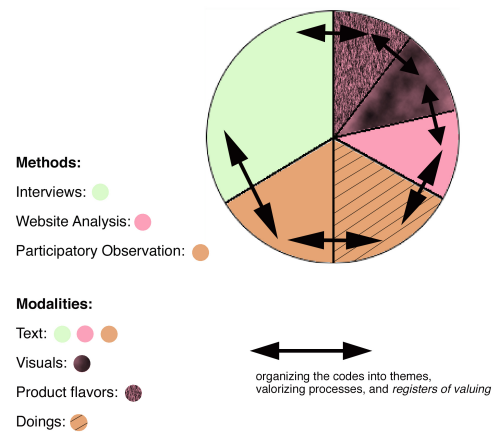 Methods:
Interviews:
Website Analysis:
Participatory Observation:
Modalities:
Text:
Visuals:
Product flavors:
Doings:
organizing the codes into themes,
valorizing processes, and registers of valuing